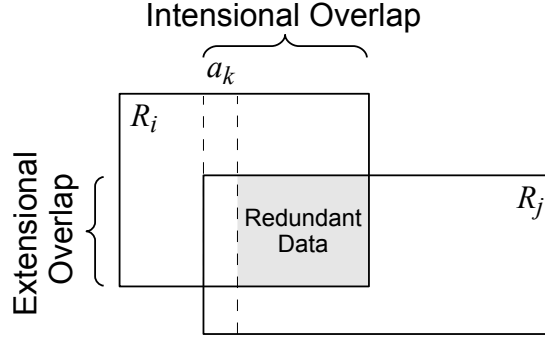 Intensional Overlap
a_k
R_i
Extensional
Overlap
Redundant
Data
R_j